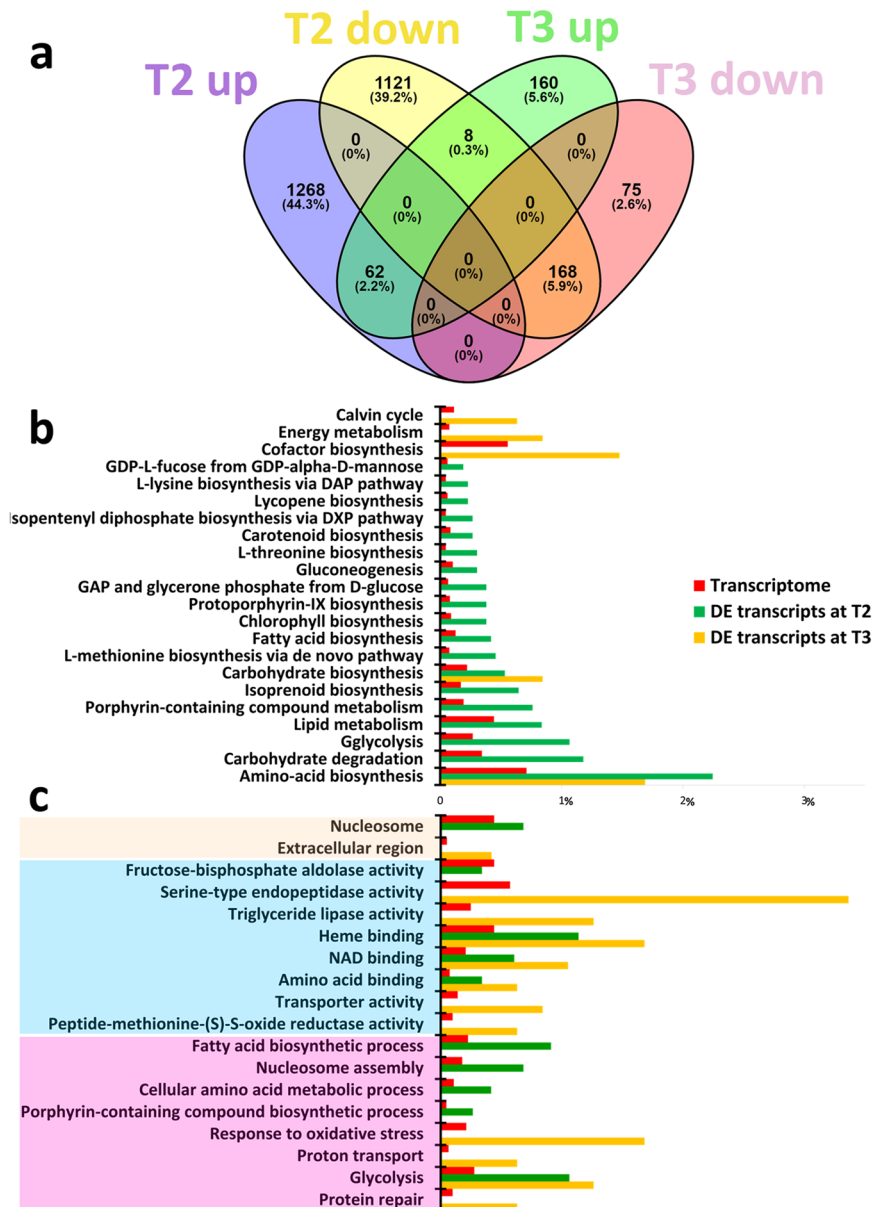 a
T2 down
T3 up
T2 up
T3 down
1121
(39.2%)
160
(5.6%)
0
(0%)
8
(0.3%)
0
(0%)
1268
(44.3%)
75
(2.6%)
0
(0%)
0
(0%)
0
(0%)
62
(2.2%)
168
(5.9%)
0
(0%)
0
(0%)
0
(0%)
b
Calvin cycle
Energy metabolism
Cofactor biosynthesis
GDP-L-fucose from GDP-alpha-D-mannose
L-lysine biosynthesis via DAP pathway
Lycopene biosynthesis
Isopentenyl diphosphate biosynthesis via DXP pathway
Carotenoid biosynthesis
L-threonine biosynthesis
Gluconeogenesis
GAP and glycerone phosphate from D-glucose
Protoporphyrin-IX biosynthesis
Chlorophyll biosynthesis
Fatty acid biosynthesis
L-methionine biosynthesis via de novo pathway
Carbohydrate biosynthesis
Isoprenoid biosynthesis
Porphyrin-containing compound metabolism
Lipid metabolism
Gglycolysis
Carbohydrate degradation
Amino-acid biosynthesis
Transcriptome
DE transcripts at T2
DE transcripts at T3
0 1% 2% 3%
c
Nucleosome
Extracellular region
Fructose-bisphosphate aldolase activity
Serine-type endopeptidase activity
Triglyceride lipase activity
Heme binding
NAD binding
Amino acid binding
Transporter activity
Peptide-methionine-(S)-S-oxide reductase activity
Fatty acid biosynthetic process
Nucleosome assembly
Cellular amino acid metabolic process
Porphyrin-containing compound biosynthetic process
Response to oxidative stress
Proton transport
Glycolysis
Protein repair